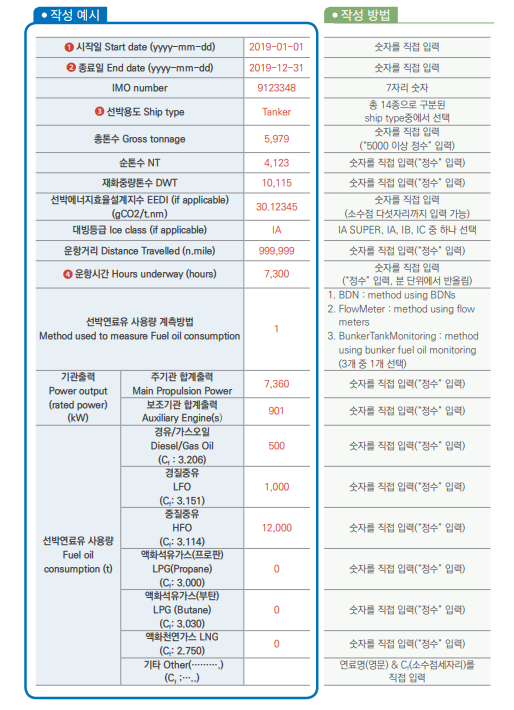 • 작성 예시
• 작성 방법
❶ 시작일 Start date (yyyy-mm-dd) 2019-01-01 숫자를 직접 입력
❷ 종료일 End date (yyyy-mm-dd) 2019-12-31 숫자를 직접 입력
IMO number 9123348 7자리 숫자
❸ 선박용도 Ship type Tanker 총 14종으로 구분된
ship type중에서 선택
총톤수 Gross tonnage 5,979 숫자를 직접 입력
("5000 이상 정수" 입력)
순톤수 NT 4,123 숫자를 직접 입력("정수" 입력)
재화중량톤수 DWT 10,115 숫자를 직접 입력("정수" 입력)
선박에너지효율설계지수 EEDI (if applicable)
(gCO2/t.nm) 30.12345 숫자를 직접 입력
(소수점 다섯자리까지 입력 가능)
대빙등급 Ice class (if applicable) IA IA SUPER, IA, IB, IC 중 하나 선택
운항거리 Distance Travelled (n.mile) 999,999 숫자를 직접 입력("정수" 입력)
❹ 운항시간 Hours underway (hours) 7,300 숫자를 직접 입력
("정수" 입력, 분 단위에서 반올림)
선박연료유 사용량 계측방법
Method used to measure Fuel oil consumption 1
1. BDN : method using BDNs
2. FlowMeter : method using flow
meters
3. BunkerTankMonitoring : method
using bunker fuel oil monitoring
(3개 중 1개 선택)
기관출력
Power output
(rated power)
(kW)
주기관 합계출력
Main Propulsion Power 7,360 숫자를 직접 입력("정수" 입력)
보조기관 합계출력
Auxiliary Engine(s) 901 숫자를 직접 입력("정수" 입력)
선박연료유 사용량
Fuel oil
consumption (t)
경유/가스오일
Diesel/Gas Oil
(Cf : 3.206) 500 숫자를 직접 입력("정수" 입력)
경질중유
LFO
(Cf: 3.151) 1,000 숫자를 직접 입력("정수" 입력)
중질중유
HFO
(Cf: 3.114) 12,000 숫자를 직접 입력("정수" 입력)
액화석유가스(프로판)
LPG(Propane)
(Cf: 3.000) 0 숫자를 직접 입력("정수" 입력)
액화석유가스(부탄)
LPG (Butane)
(Cf: 3.030) 0 숫자를 직접 입력("정수" 입력)
액화천연가스 LNG
(Cf: 2.750) 0 숫자를 직접 입력("정수" 입력)
기타 Other(……….)
(Cf :…..) 연료명(영문) & Cf(소수점세자리)를
직접 입력